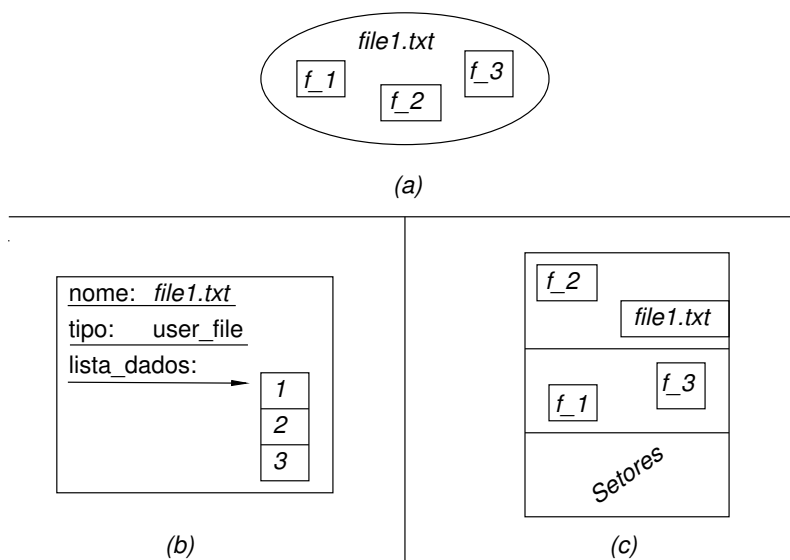 file1.txt
f_1
f_2
f_3
(a)
nome: file1.txt
tipo: user_file
lista_dados:
1
2
3
(b)
f_2
file1.txt
f_1
f_3
Setores
(c)